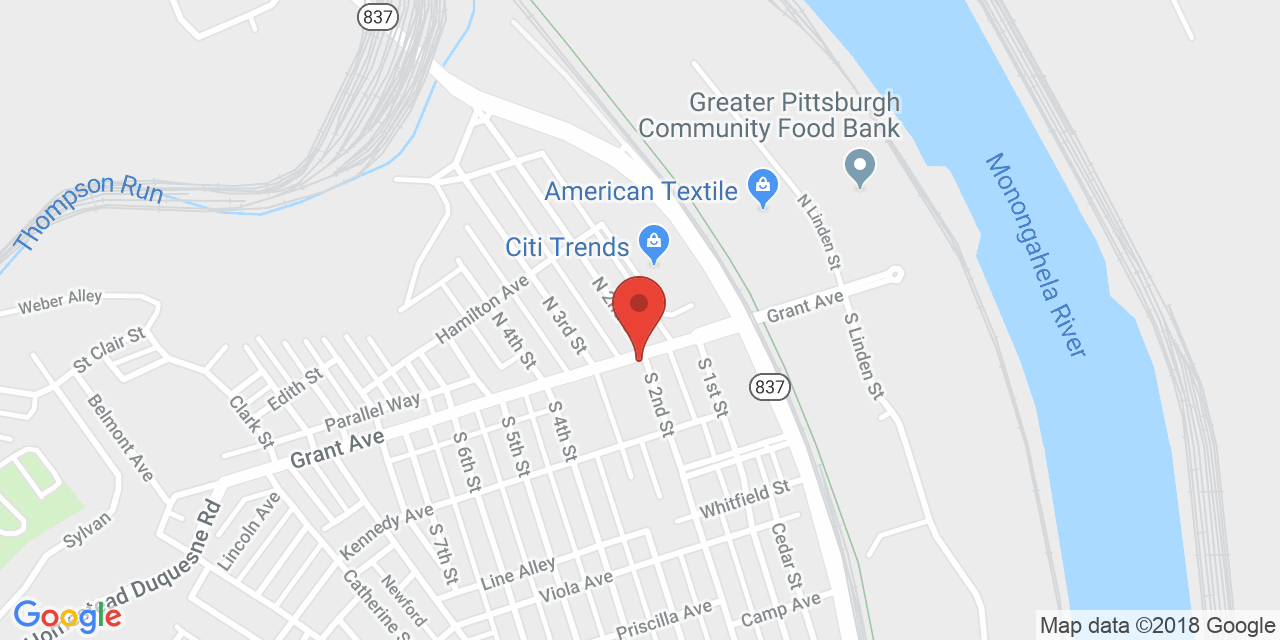 837
Greater Pittsburgh
Community Food Bank
Monongahela River
American Textile
Thompson Run
N Linden St
Citi Trends
N 2n
Hamilton Ave
Weber Alley
Grant Ave
N 3rd St
N 4th St
S Linden St
St Clair St
Edith St
S 1st St
837
S 2nd St
Parallel Way
Belmont Ave
Clark St
S 4th St
Grant Ave
S 5th St
S 6th St
Whitfield St
Lincoln Ave
Kennedy Ave
Sylvan
S 7th St
Cedar St
Line Alley
Viola Ave
Newford
Catherine S
Priscilla Ave
Camp Ave
Duquesne Rd
Google
Map data ©2018 Google